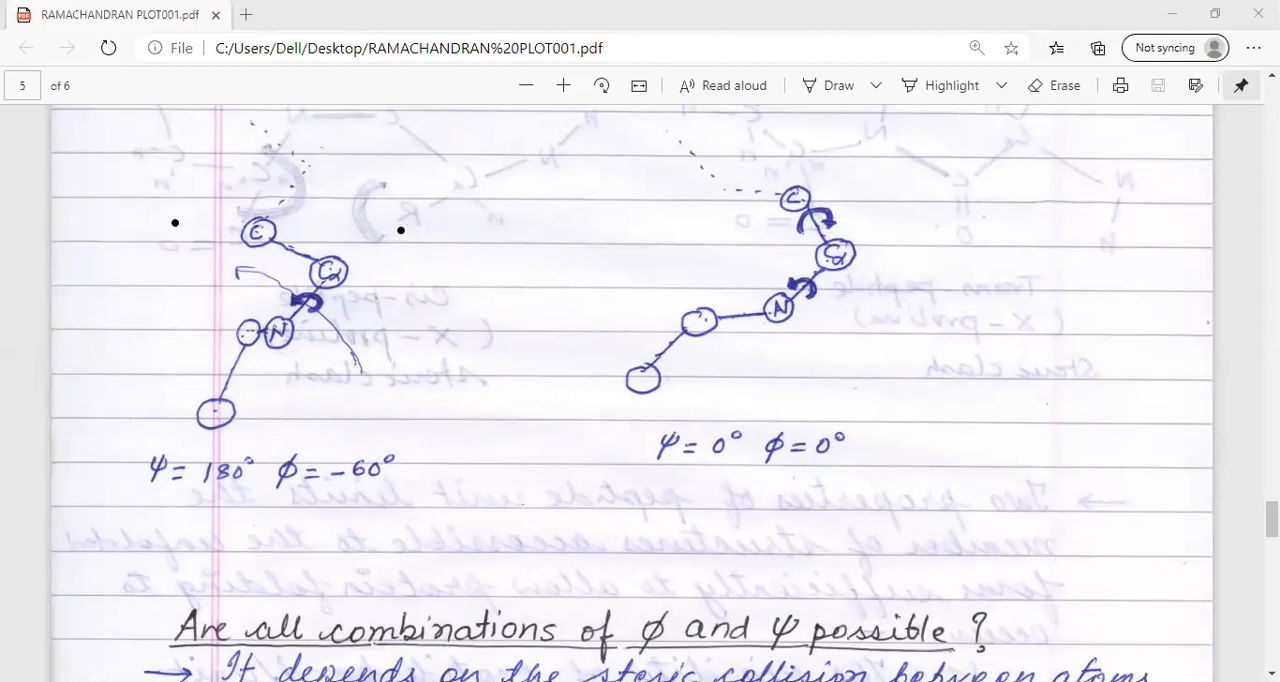 RAMACHANDRAN PLOT001.pdf
File C:/Users/Dell/Desktop/RAMACHANDRAN%20PLOT001.pdf Not syncing
5 of 6 Read aloud Draw Highlight Erase
C C
Cα Cα
N N
ψ = 0° φ = 0°
ψ = 180° φ = -60°
Are all combinations of φ and ψ possible ?
→ It depends on the steric collision between atoms